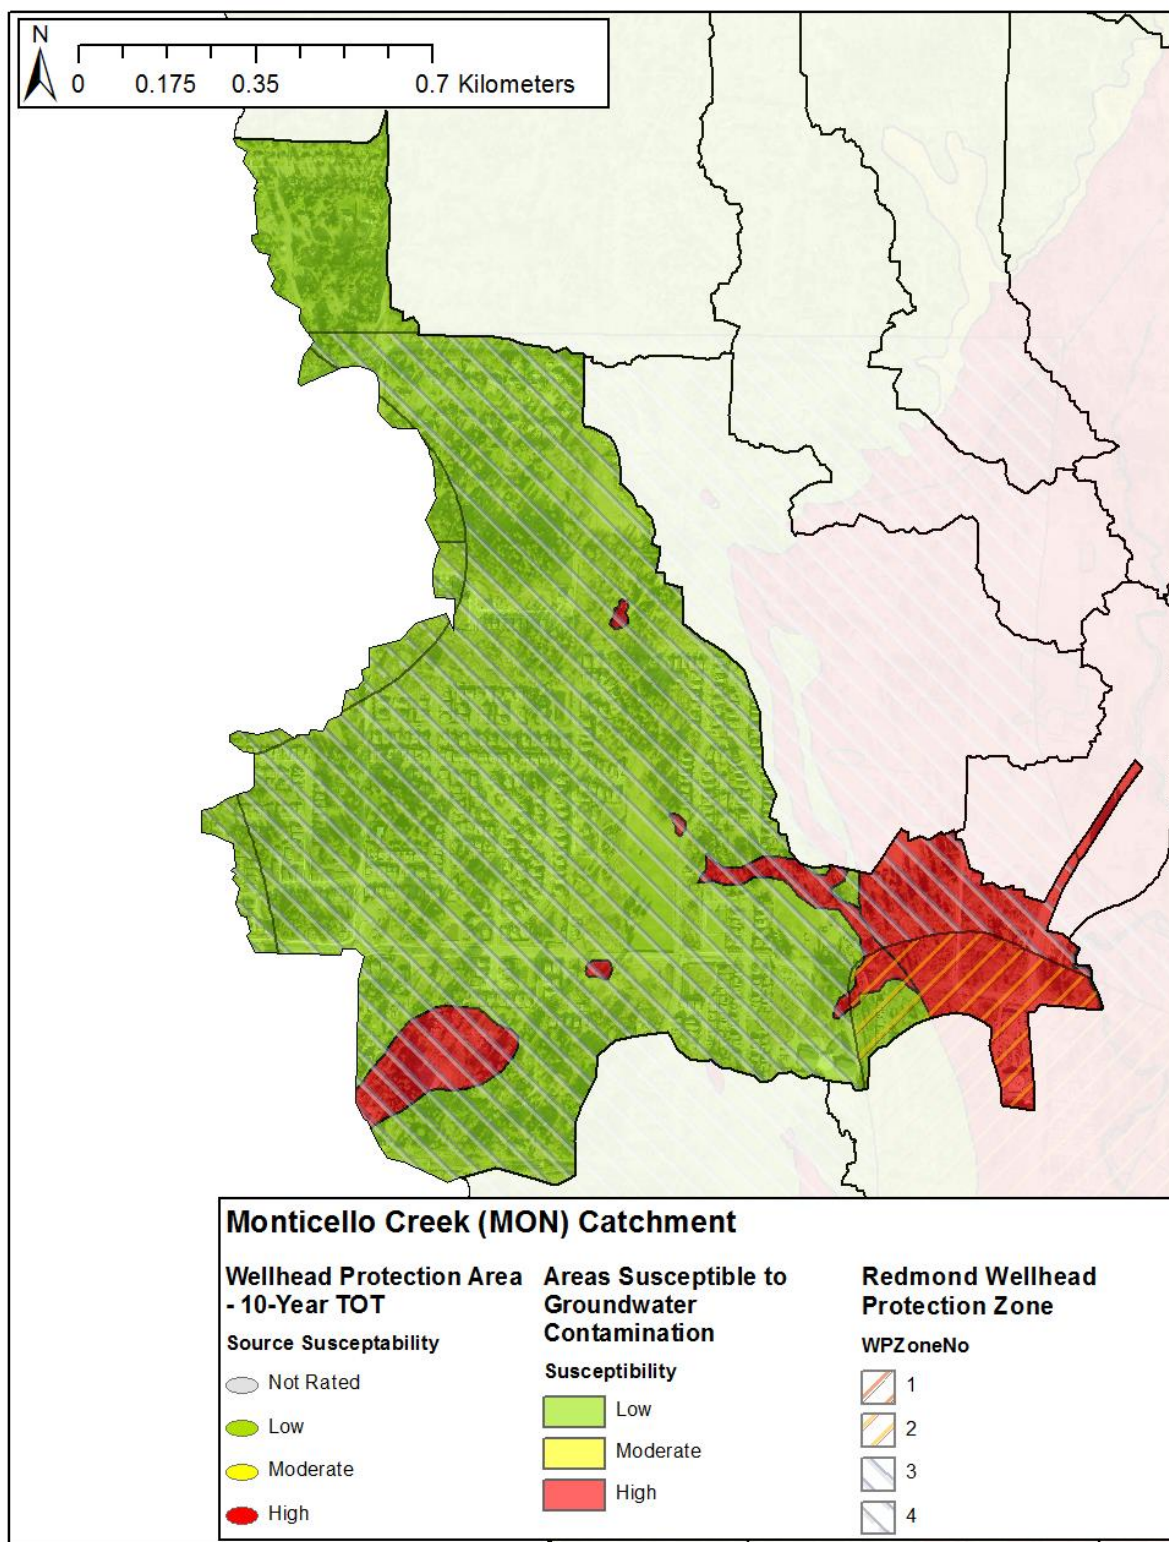 N
0 0.175 0.35 0.7 Kilometers
Monticello Creek (MON) Catchment
Wellhead Protection Area
- 10-Year TOT
Source Susceptability
Not Rated
Low
Moderate
High
Areas Susceptible to
Groundwater
Contamination
Susceptibility
Low
Moderate
High
Redmond Wellhead
Protection Zone
WPZoneNo
1
2
3
4